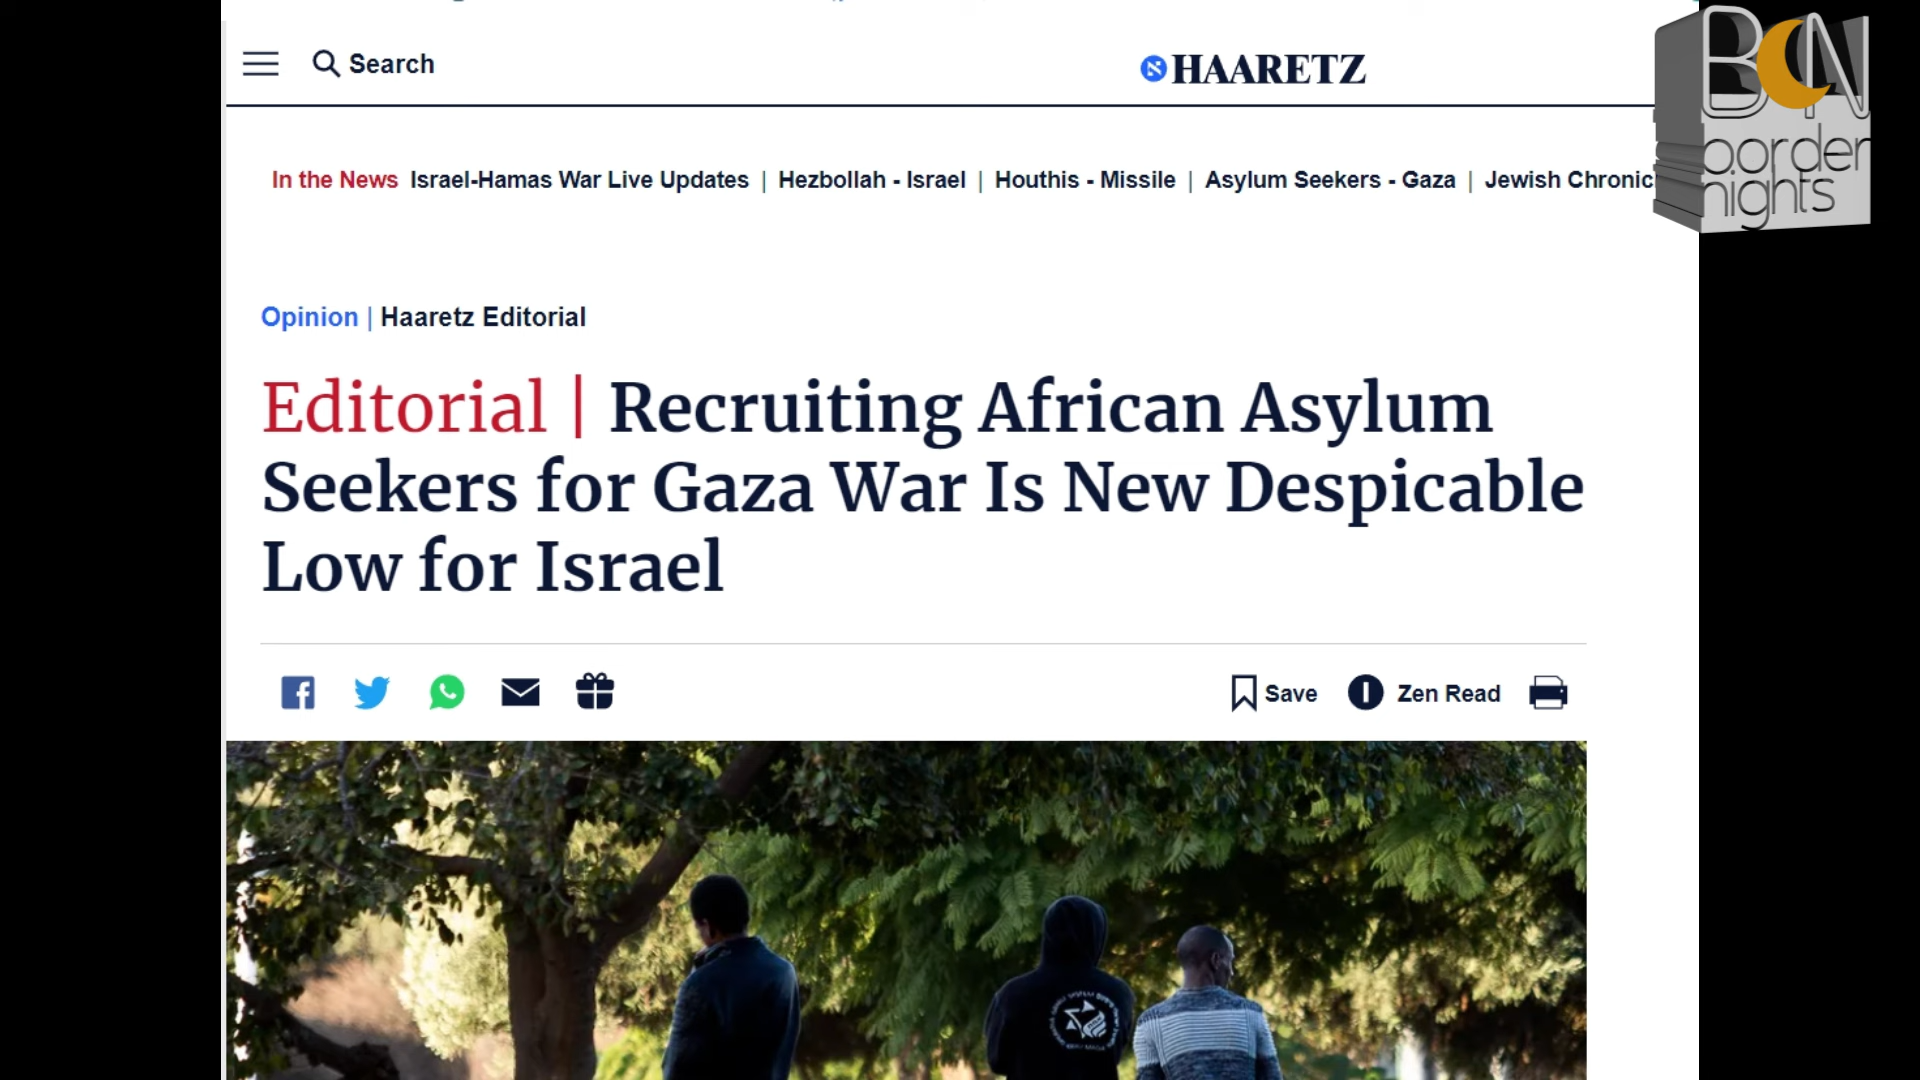 Search
HAARETZ
In the News Israel-Hamas War Live Updates | Hezbollah - Israel | Houthis - Missile | Asylum Seekers - Gaza | Jewish Chronic
BN
border
nights
Opinion | Haaretz Editorial
Editorial | Recruiting African Asylum
Seekers for Gaza War Is New Despicable
Low for Israel
Save
Zen Read